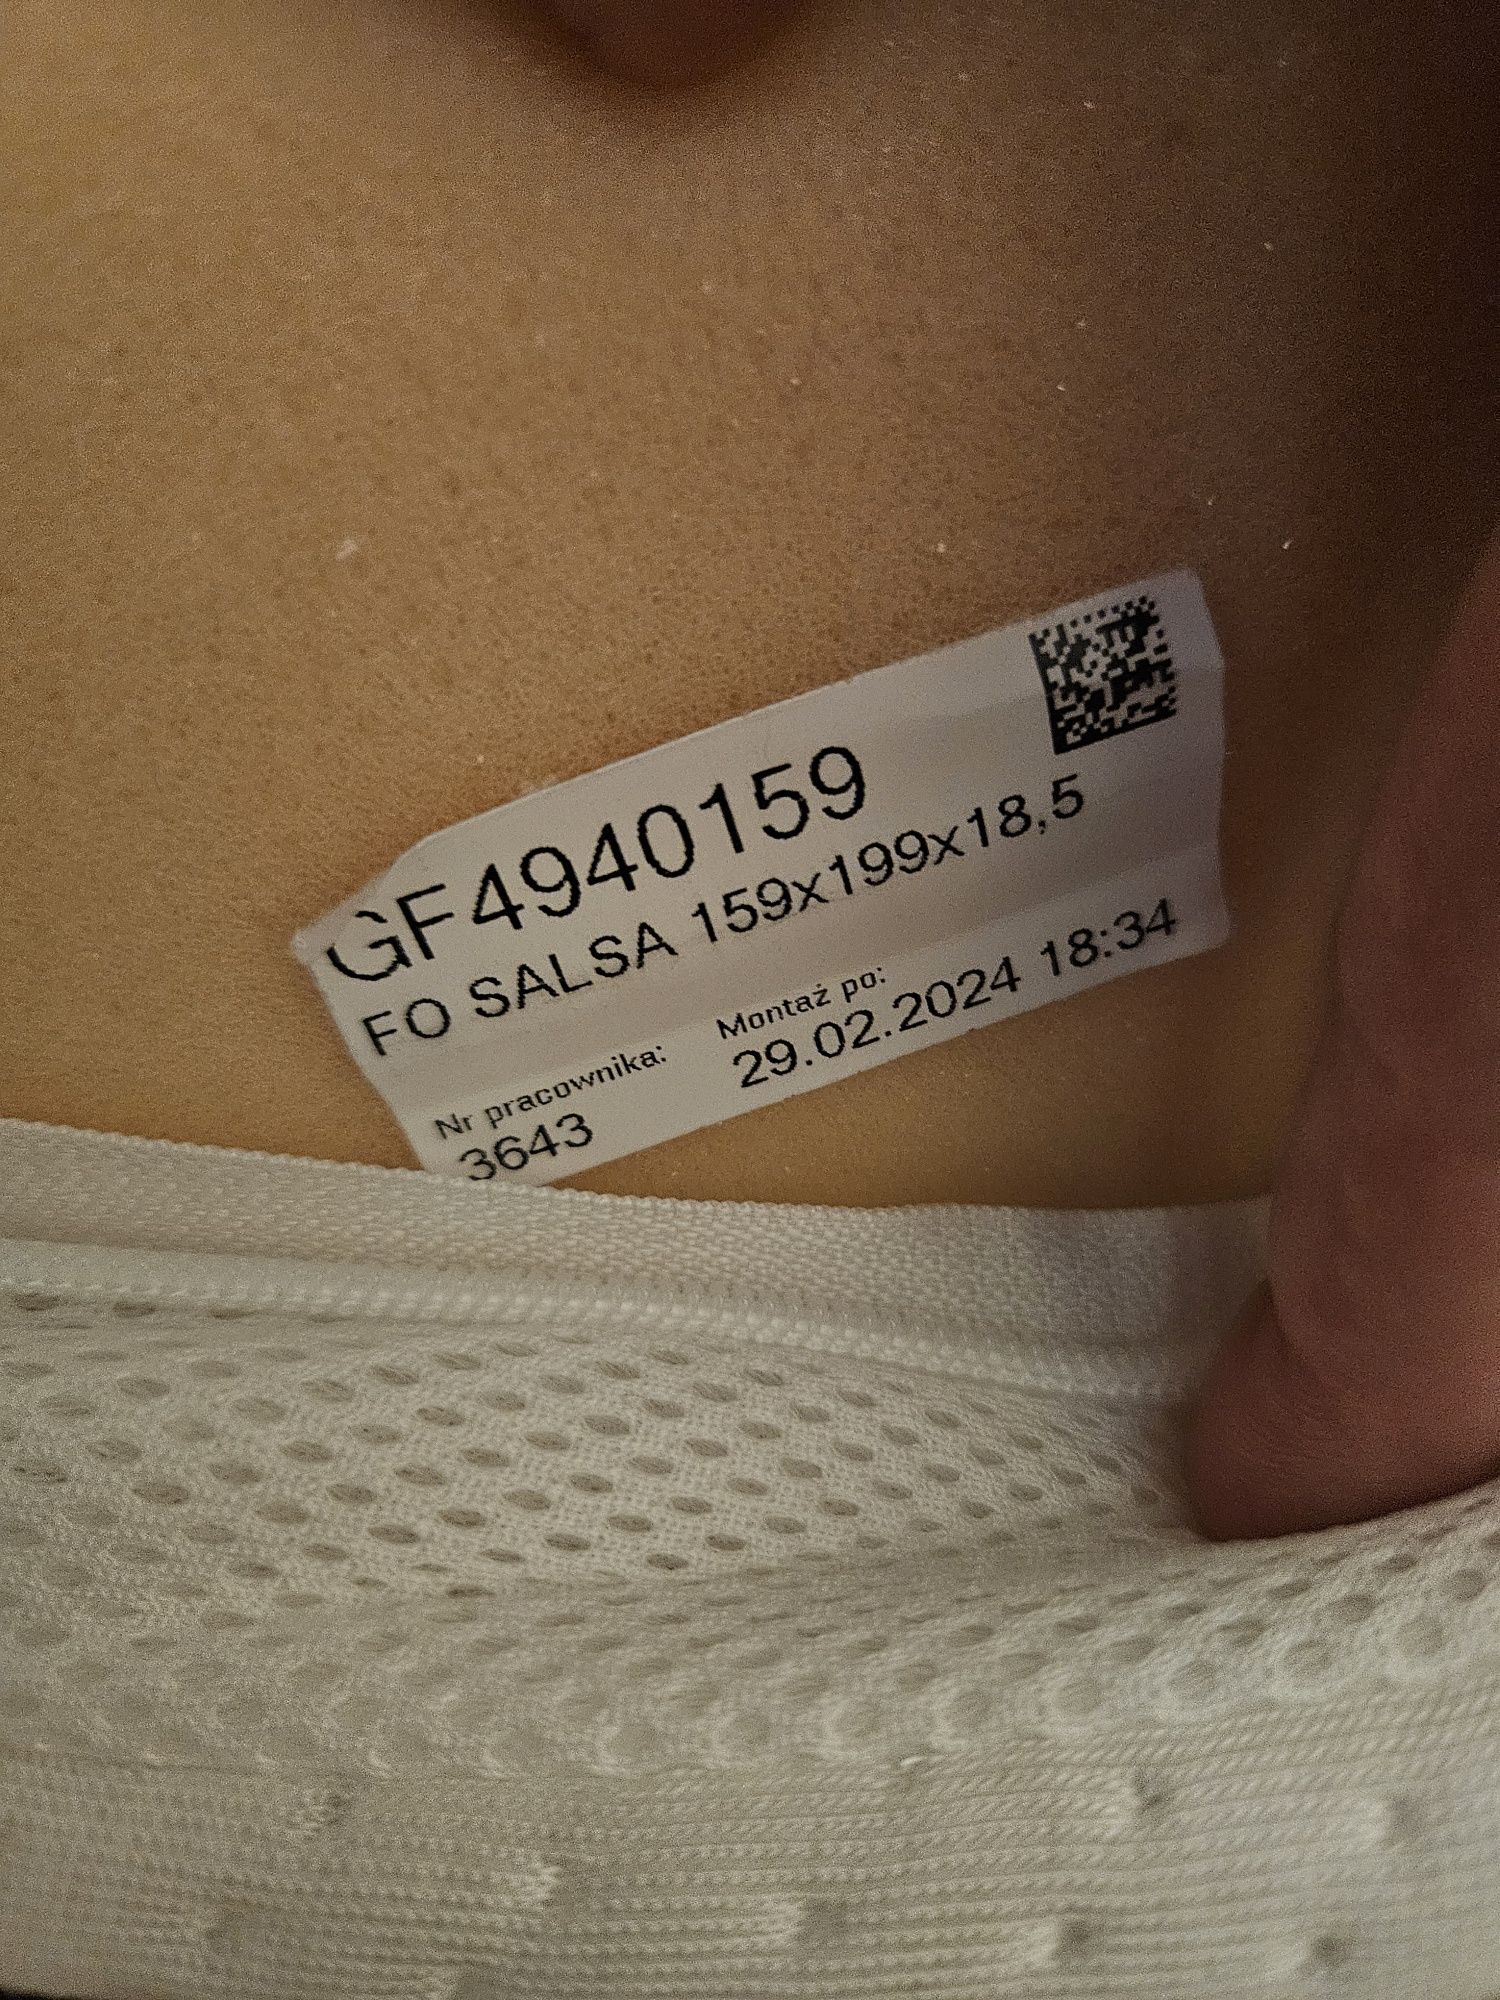 GF4940159
FO SALSA 159x199x18,5
Nr pracownika: Montaż po:
3643 29.02.2024 18:34